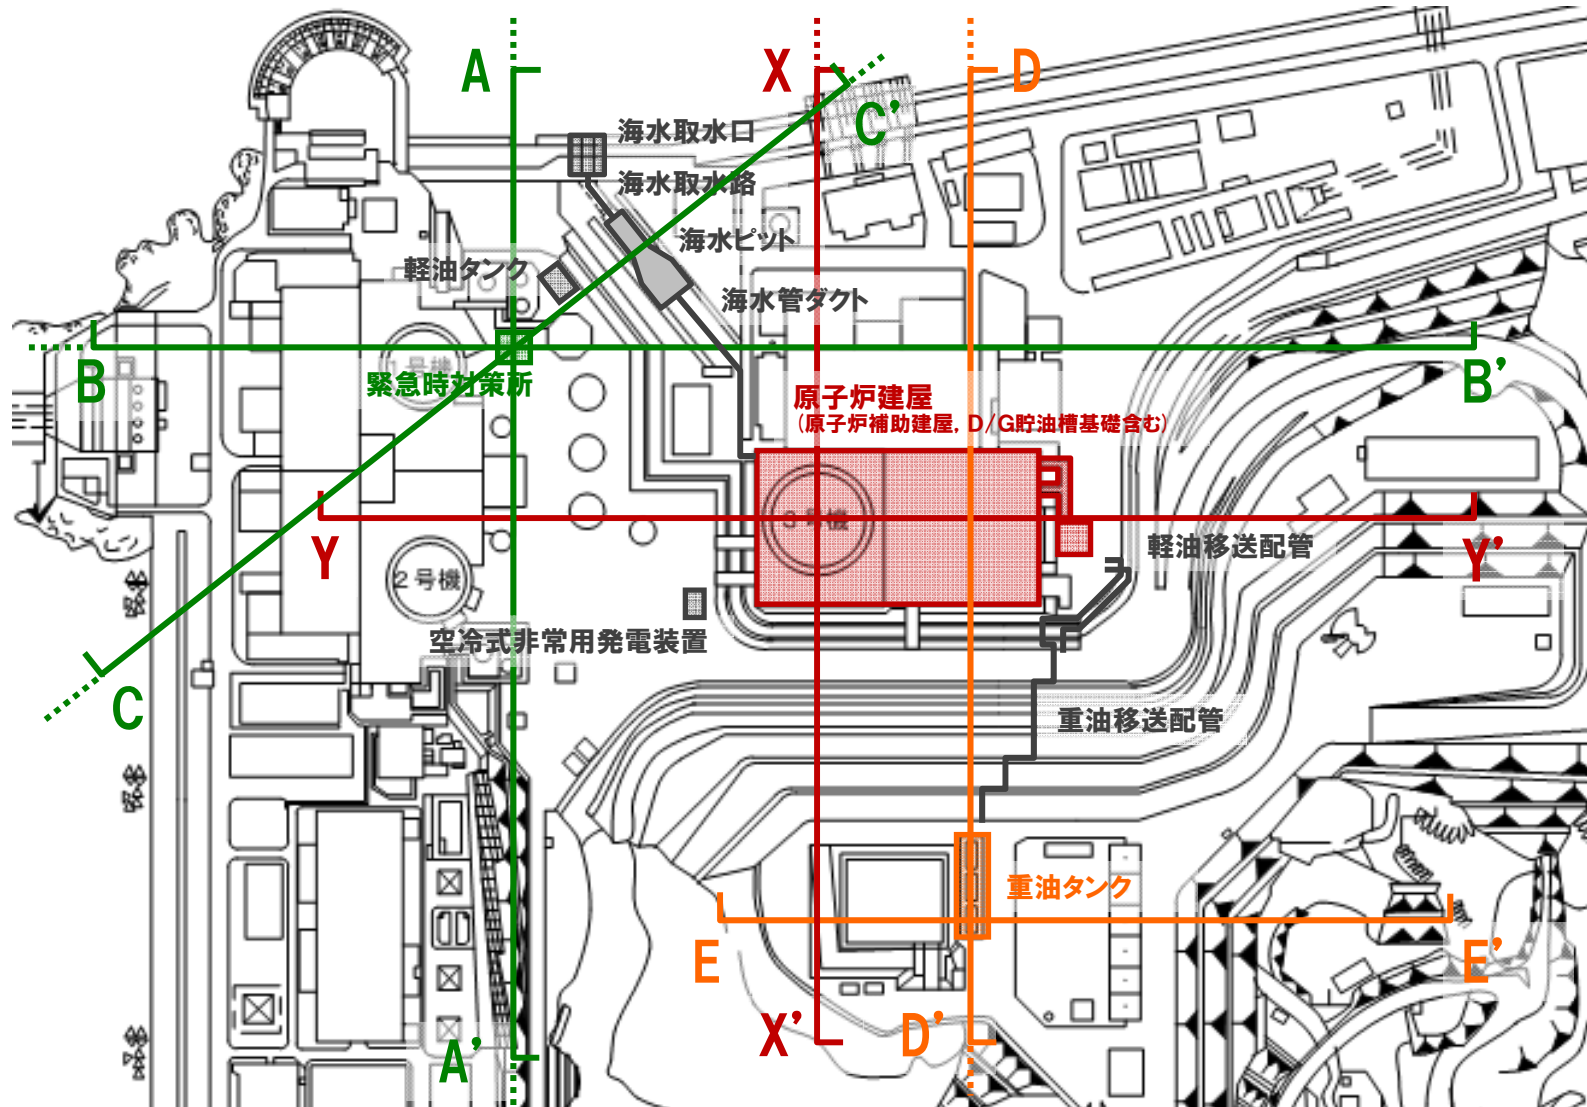 A
X
D
C'
海水取水口
海水取水路
海水ピット
軽油タンク
海水管ダクト
B
1号機
緊急時対策所
B'
原子炉建屋
(原子炉補助建屋, D/G貯油槽基礎含む)
3号機
Y
軽油移送配管
Y'
2号機
空冷式非常用発電装置
C
重油移送配管
重油タンク
E
E'
X'
D'
A'